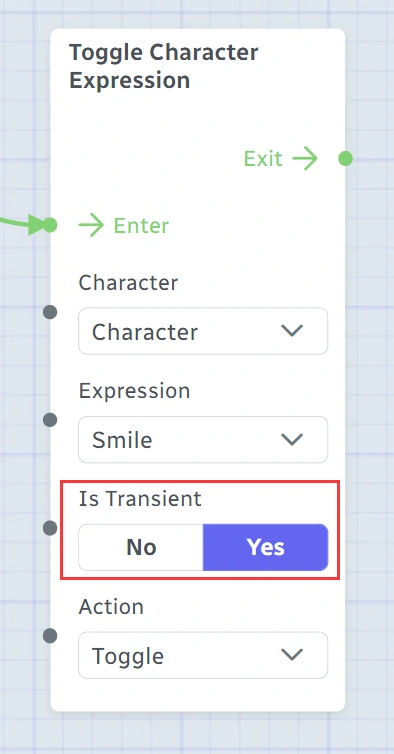 Toggle Character
Expression
Exit
Enter
Character
Character
Expression
Smile
Is Transient
No
Yes
Action
Toggle